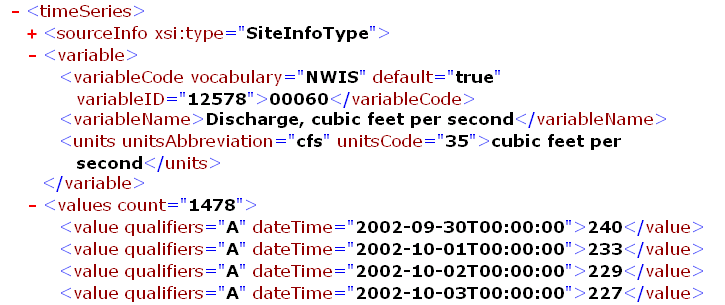 - <timeSeries>
+ <sourceInfo xsi:type="SiteInfoType">
- <variable>
<variableCode vocabulary="NWIS" default="true"
variableID="12578">00060</variableCode>
<variableName>Discharge, cubic feet per second</variableName>
<units unitsAbbreviation="cfs" unitsCode="35">cubic feet per
second</units>
</variable>
- <values count="1478">
<value qualifiers="A" dateTime="2002-09-30T00:00:00">240</value>
<value qualifiers="A" dateTime="2002-10-01T00:00:00">233</value>
<value qualifiers="A" dateTime="2002-10-02T00:00:00">229</value>
<value qualifiers="A" dateTime="2002-10-03T00:00:00">227</value>